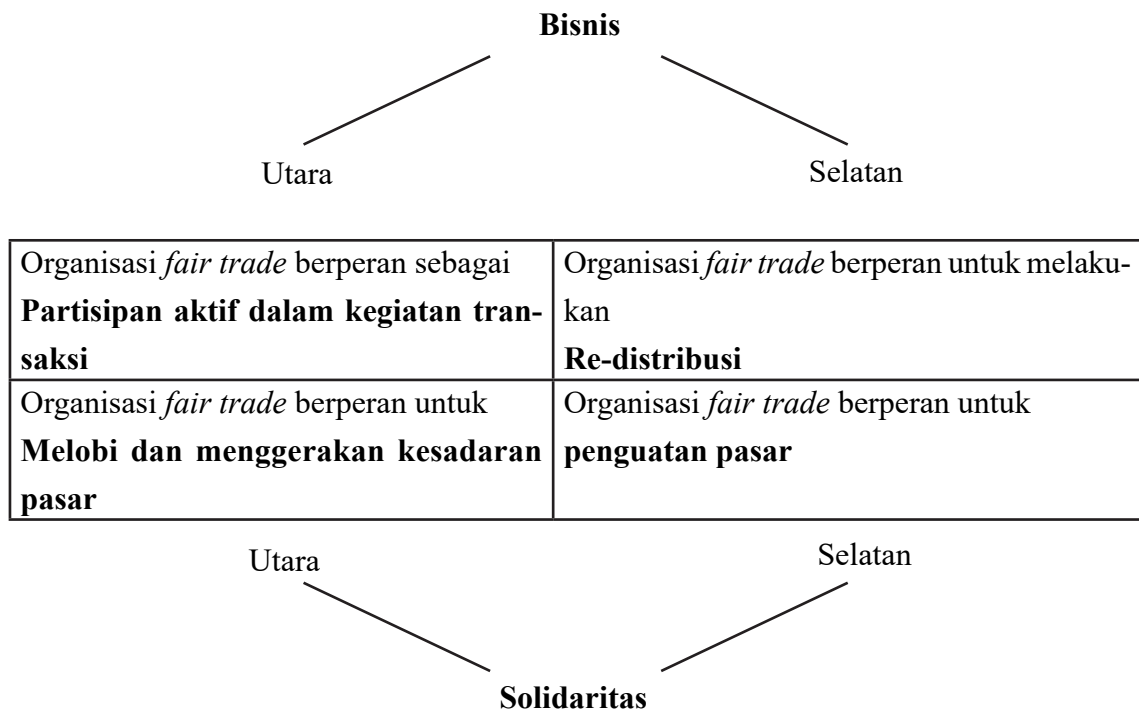 Bisnis
Utara
Selatan
Organisasi fair trade berperan sebagai
Partisipan aktif dalam kegiatan tran-
saksi
Organisasi fair trade berperan untuk melaku-
kan
Re-distribusi
Organisasi fair trade berperan untuk
Melobi dan menggerakan kesadaran
pasar
Organisasi fair trade berperan untuk
penguatan pasar
Utara
Selatan
Solidaritas